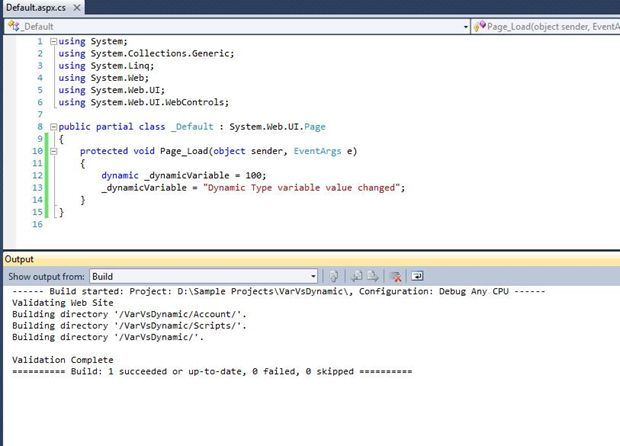 Default.aspx.cs
_Default
Page_Load(object sender, EventA
1 using System;
2 using System.Collections.Generic;
3 using System.Linq;
4 using System.Web;
5 using System.Web.UI;
6 using System.Web.UI.WebControls;
7
8 public partial class _Default : System.Web.UI.Page
9 {
10 protected void Page_Load(object sender, EventArgs e)
11 {
12 dynamic _dynamicVariable = 100;
13 _dynamicVariable = "Dynamic Type variable value changed";
14 }
15 }
16
Output
Show output from: Build
------ Build started: Project: D:\Sample Projects\VarVsDynamic\, Configuration: Debug Any CPU ------
Validating Web Site
Building directory '/VarVsDynamic/Account/'.
Building directory '/VarVsDynamic/Scripts/'.
Building directory '/VarVsDynamic/'.
Validation Complete
========== Build: 1 succeeded or up-to-date, 0 failed, 0 skipped ==========